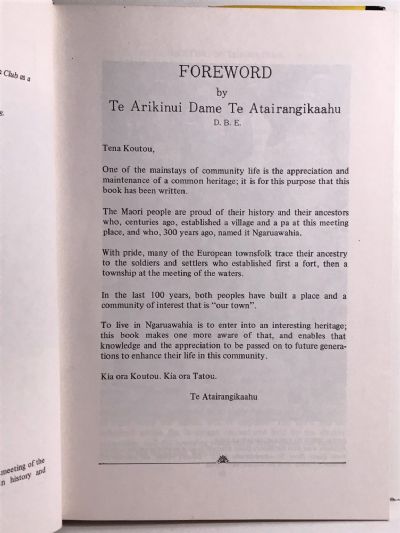 Club as a
s.
meeting of the
n history and
FOREWORD
by
Te Arikinui Dame Te Atairangikaahu
D. B. E.
Tena Koutou,
One of the mainstays of community life is the appreciation and
maintenance of a common heritage; it is for this purpose that this
book has been written.
The Maori people are proud of their history and their ancestors
who, centuries ago, established a village and a pa at this meeting
place, and who, 300 years ago, named it Ngaruawahia.
With pride, many of the European townsfolk trace their ancestry
to the soldiers and settlers who established first a fort, then a
township at the meeting of the waters.
In the last 100 years, both peoples have built a place and a
community of interest that is “our town”.
To live in Ngaruawahia is to enter into an interesting heritage;
this book makes one more aware of that, and enables that
knowledge and the appreciation to be passed on to future genera-
tions to enhance their life in this community.
Kia ora Koutou. Kia ora Tatou.
Te Atairangikaahu